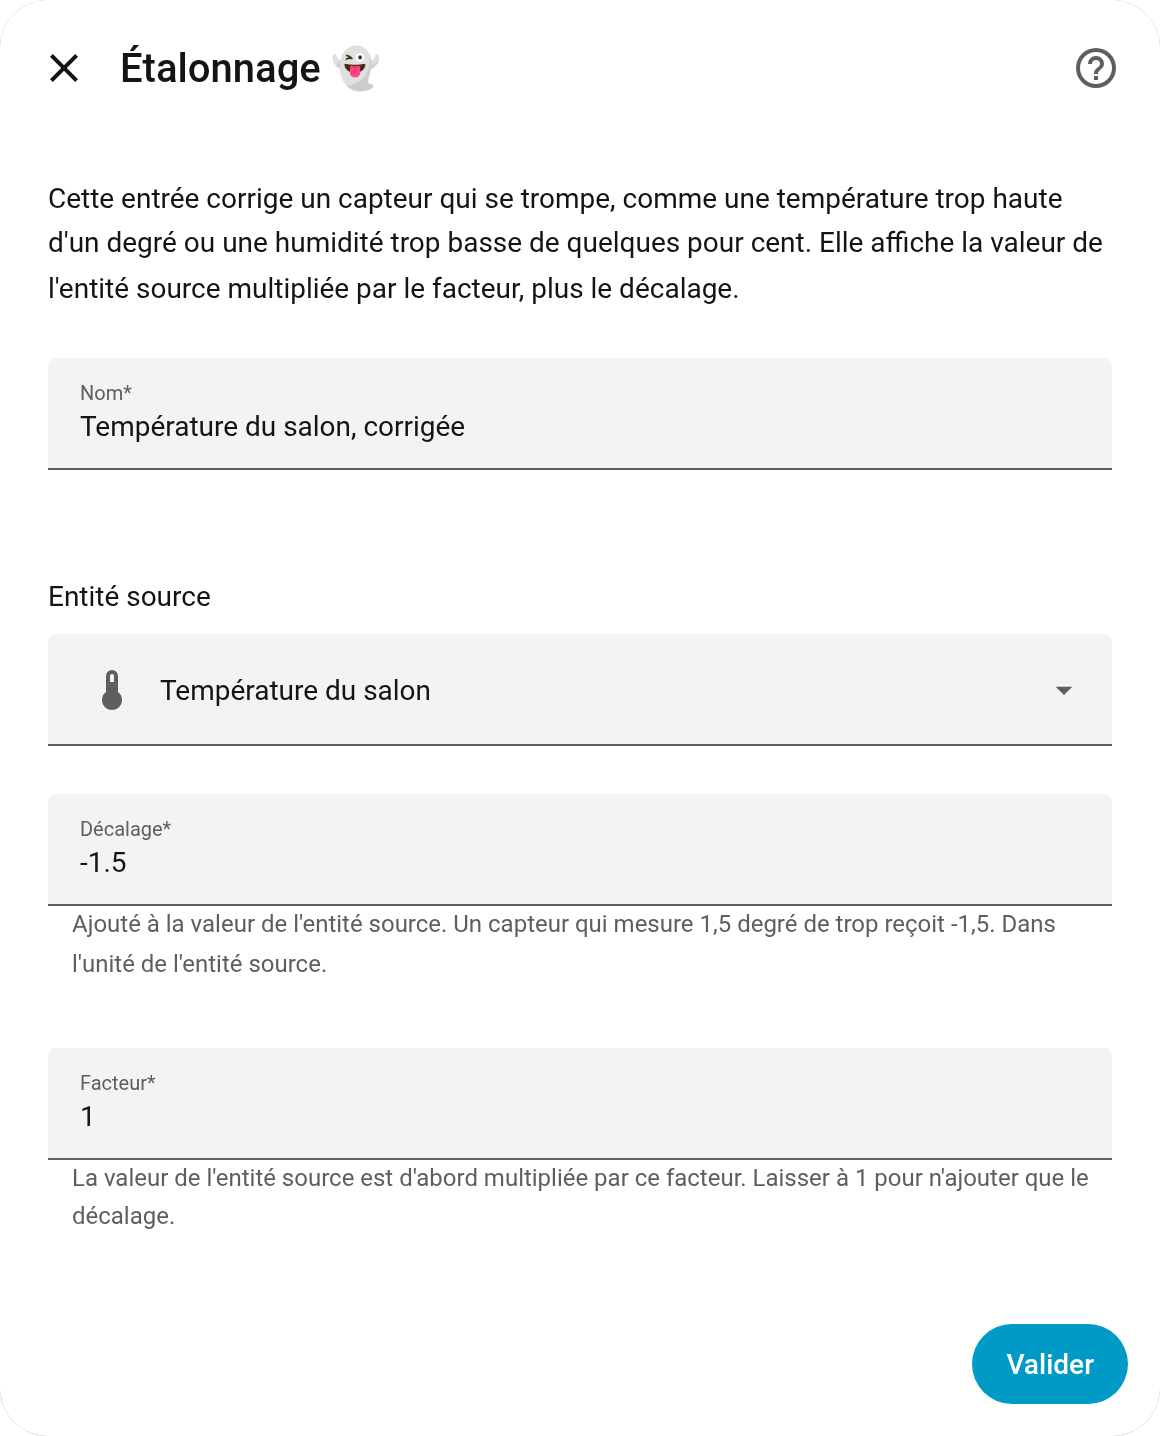 Étalonnage 👻
Cette entrée corrige un capteur qui se trompe, comme une température trop haute
d'un degré ou une humidité trop basse de quelques pour cent. Elle affiche la valeur de
l'entité source multipliée par le facteur, plus le décalage.
Nom*
Température du salon, corrigée
Entité source
Température du salon
Décalage*
-1.5
Ajouté à la valeur de l'entité source. Un capteur qui mesure 1,5 degré de trop reçoit -1,5. Dans
l'unité de l'entité source.
Facteur*
1
La valeur de l'entité source est d'abord multipliée par ce facteur. Laisser à 1 pour n'ajouter que le
décalage.
Valider